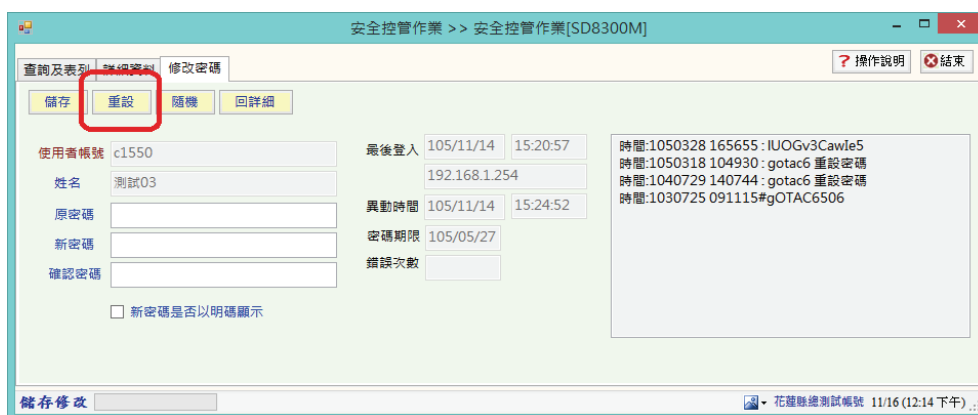 安全控管作業 >> 安全控管作業[SD8300M]
查詢及表列 詳細資料 修改密碼
? 操作說明 結束
儲存 重設 隨機 回詳細
使用者帳號 c1550
姓名 測試03
原密碼
新密碼
確認密碼
新密碼是否以明碼顯示
最後登入 105/11/14 15:20:57
192.168.1.254
異動時間 105/11/14 15:24:52
密碼期限 105/05/27
錯誤次數
時間:1050328 165655 : IUOGv3CawIe5
時間:1050318 104930 : gotac6 重設密碼
時間:1040729 140744 : gotac6 重設密碼
時間:1030725 091115#gOTAC6506
儲存修改
花蓮縣總測試帳號 11/16 (12:14 下午)